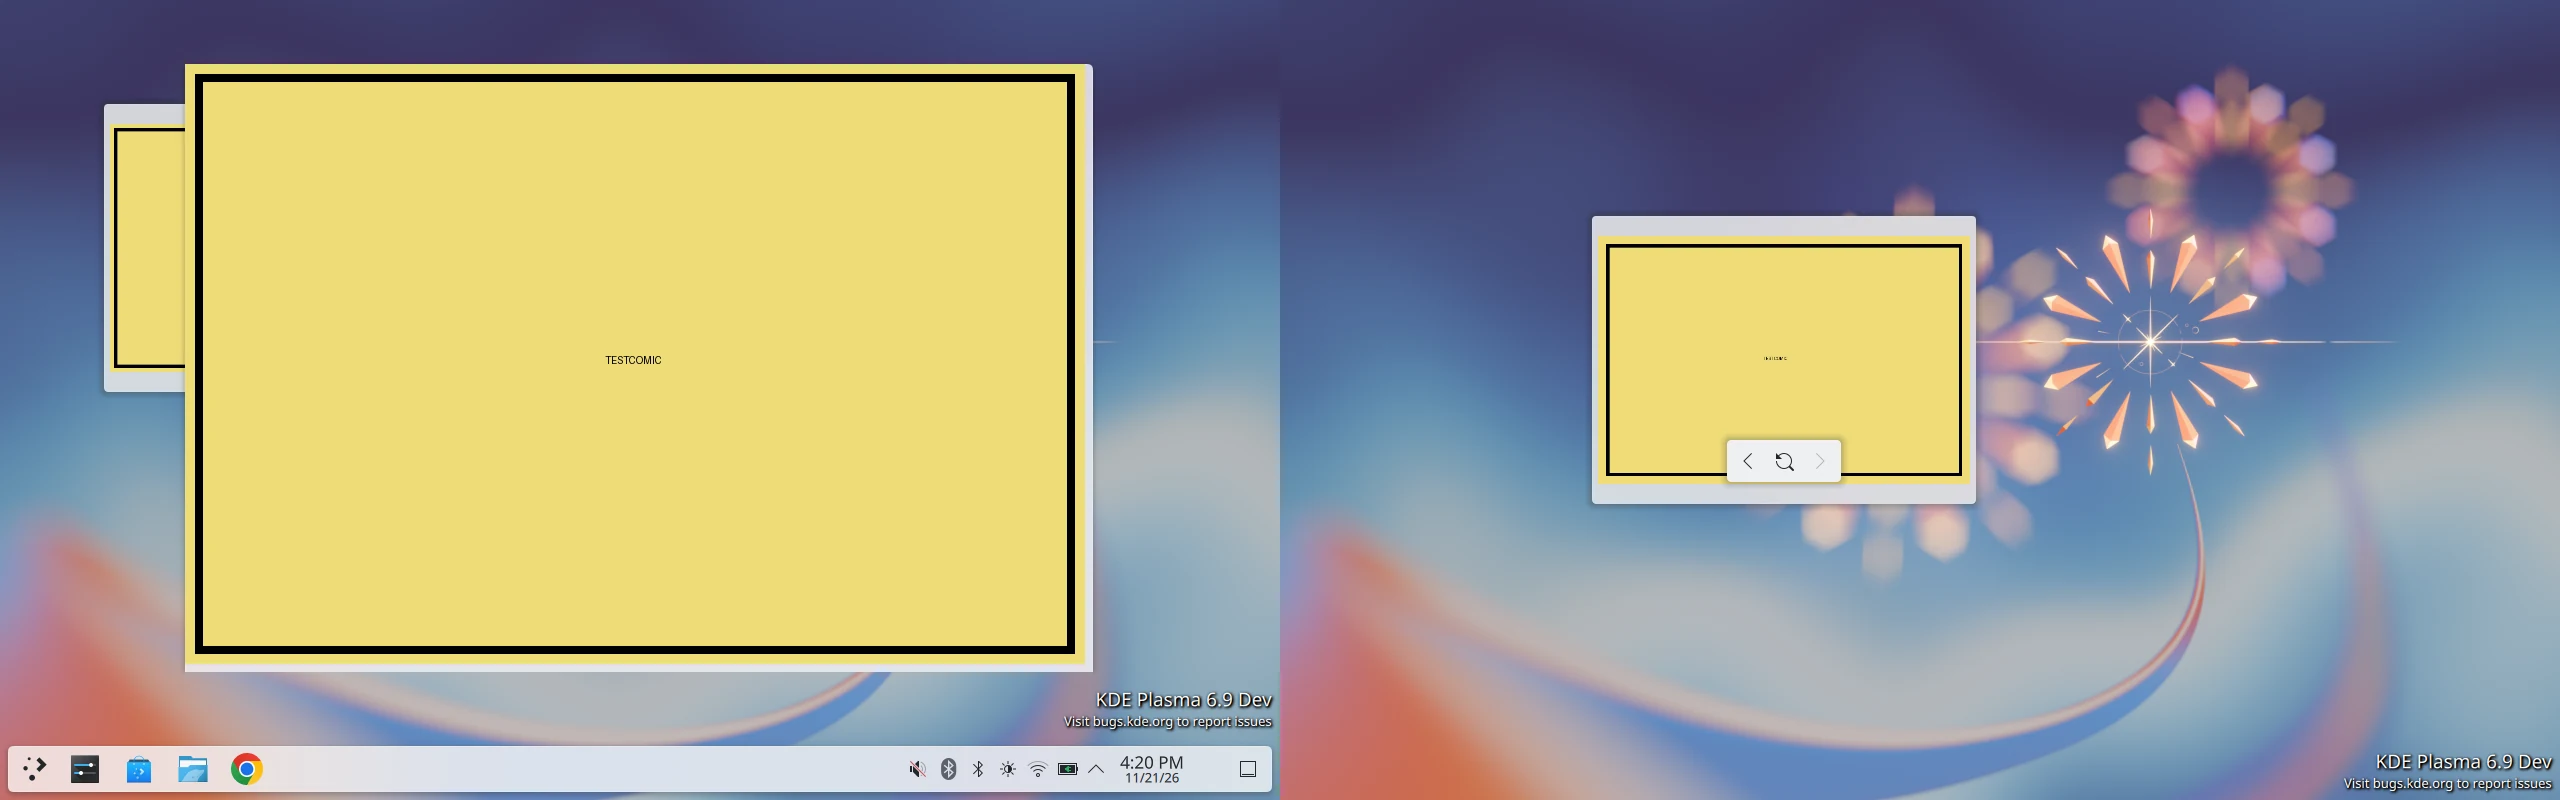 TESTCOMIC
TESTCOMIC
KDE Plasma 6.9 Dev
Visit bugs.kde.org to report issues
4:20 PM
11/21/26
KDE Plasma 6.9 Dev
Visit bugs.kde.org to report issues